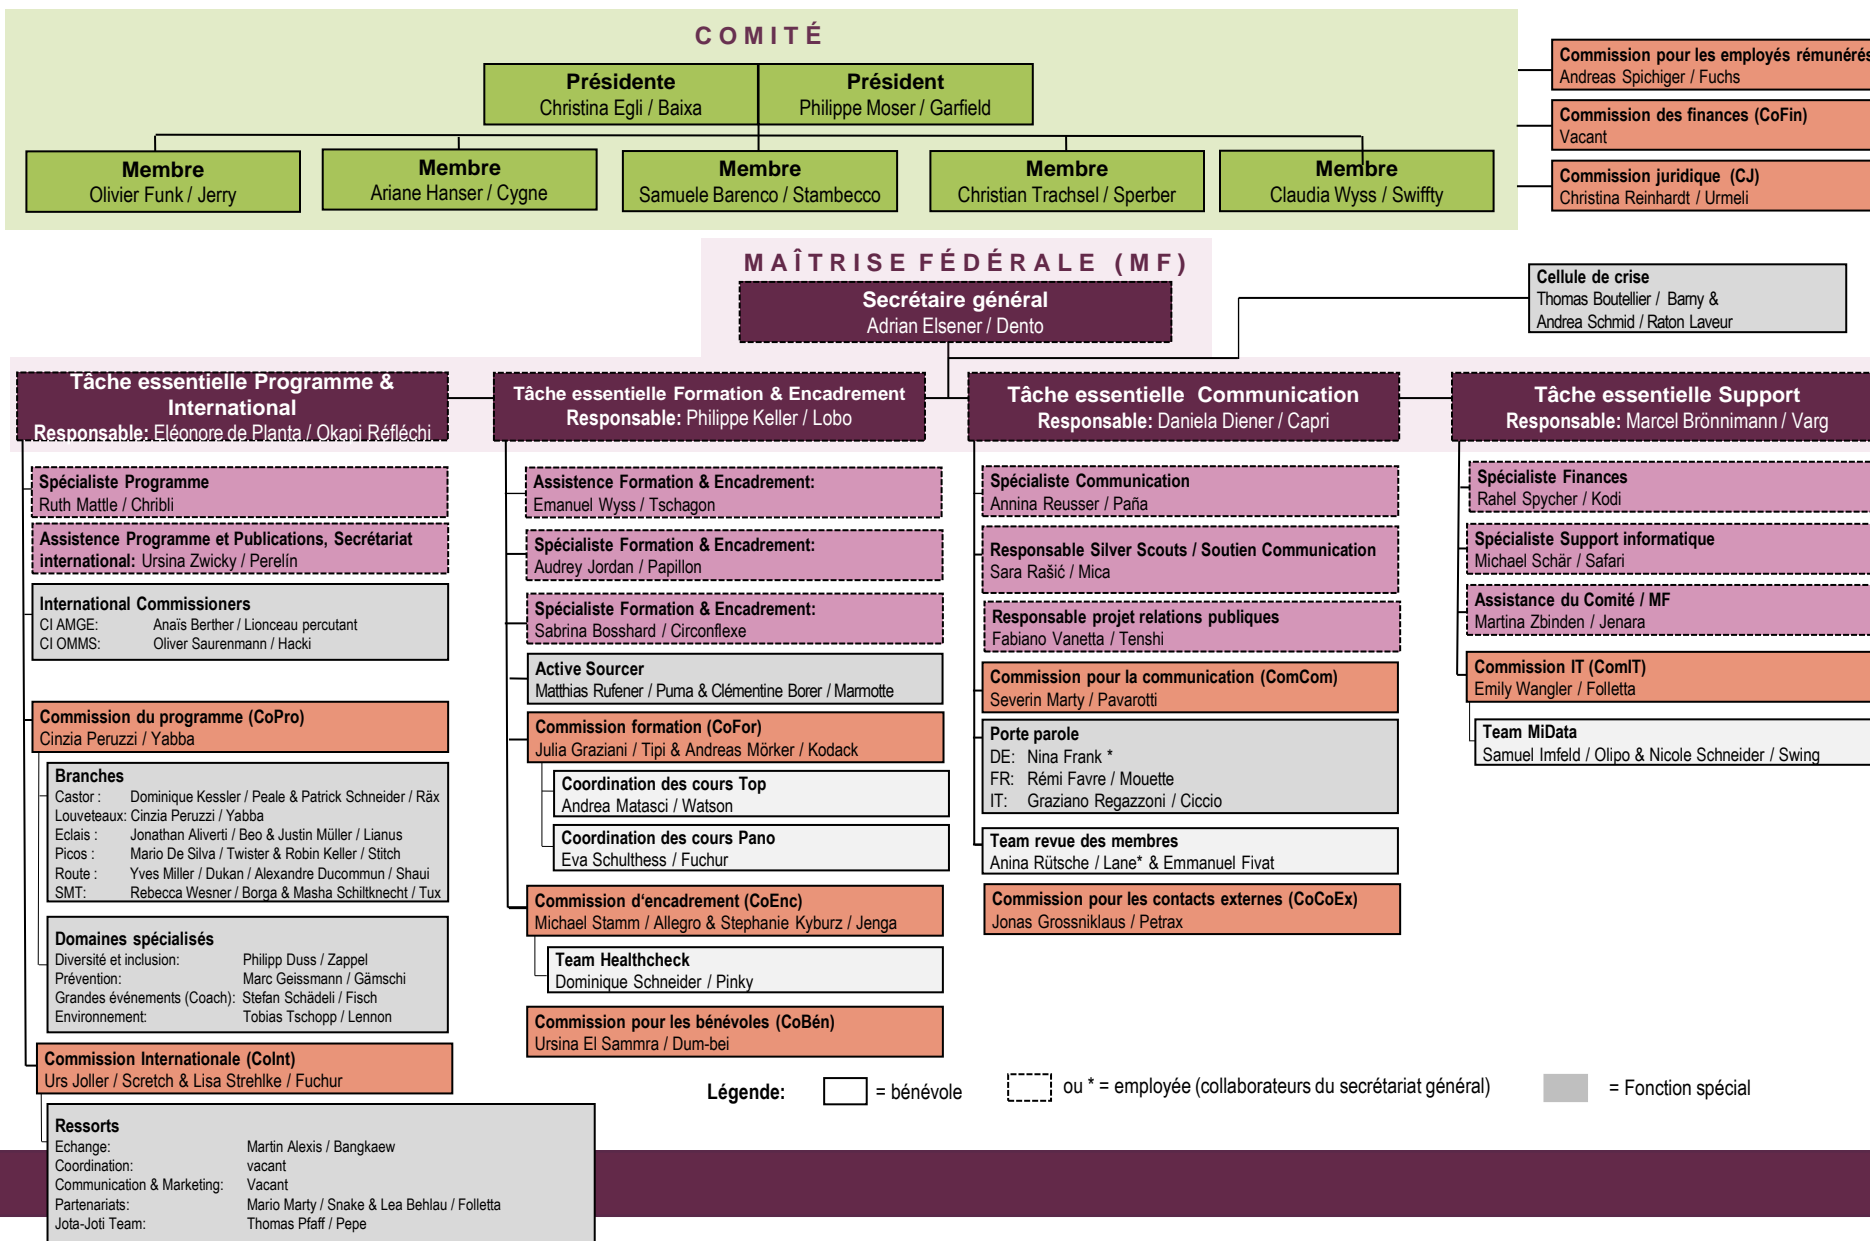 COMITÉ
Présidente
Christina Egli / Baixa
Président
Philippe Moser / Garfield
Membre
Olivier Funk / Jerry
Membre
Ariane Hanser / Cygne
Membre
Samuele Barenco / Stambecco
Membre
Christian Trachsel / Sperber
Membre
Claudia Wyss / Swiffty
Commission pour les employés rémunérés
Andreas Spichiger / Fuchs
Commission des finances (CoFin)
Vacant
Commission juridique (CJ)
Christina Reinhardt / Urmeli
MAÎTRISE FÉDÉRALE (MF)
Secrétaire général
Adrian Elsener / Dento
Cellule de crise
Thomas Boutellier / Barny &
Andrea Schmid / Raton Laveur
Tâche essentielle Programme &
International
Responsable: Eléonore de Planta / Okapi Réfléchi
Spécialiste Programme
Ruth Mattle / Chribli
Assistence Programme et Publications, Secrétariat
international: Ursina Zwicky / Perelín
International Commissioners
CI AMGE: Anaïs Berther / Lionceau percutant
CI OMMS: Oliver Saurenmann / Hacki
Commission du programme (CoPro)
Cinzia Peruzzi / Yabba
Branches
Castor : Dominique Kessler / Peale & Patrick Schneider / Räx
Louveteaux: Cinzia Peruzzi / Yabba
Eclais : Jonathan Aliverti / Beo & Justin Müller / Lianus
Picos : Mario De Silva / Twister & Robin Keller / Stitch
Route : Yves Miller / Dukan / Alexandre Ducommun / Shaui
SMT: Rebecca Wesner / Borga & Masha Schiltknecht / Tux
Domaines spécialisés
Diversité et inclusion: Philipp Duss / Zappel
Prévention: Marc Geissmann / Gämschi
Grandes événements (Coach): Stefan Schädeli / Fisch
Environnement: Tobias Tschopp / Lennon
Commission Internationale (CoInt)
Urs Joller / Scretch & Lisa Strehlke / Fuchur
Ressorts
Echange: Martin Alexis / Bangkaew
Coordination: vacant
Communication & Marketing: Vacant
Partenariats: Mario Marty / Snake & Lea Behlau / Folletta
Jota-Joti Team: Thomas Pfaff / Pepe
Tâche essentielle Formation & Encadrement
Responsable: Philippe Keller / Lobo
Assistence Formation & Encadrement:
Emanuel Wyss / Tschagon
Spécialiste Formation & Encadrement:
Audrey Jordan / Papillon
Spécialiste Formation & Encadrement:
Sabrina Bosshard / Circonflexe
Active Sourcer
Matthias Rufener / Puma & Clémentine Borer / Marmotte
Commission formation (CoFor)
Julia Graziani / Tipi & Andreas Mörker / Kodack
Coordination des cours Top
Andrea Matasci / Watson
Coordination des cours Pano
Eva Schulthess / Fuchur
Commission d‘encadrement (CoEnc)
Michael Stamm / Allegro & Stephanie Kyburz / Jenga
Team Healthcheck
Dominique Schneider / Pinky
Commission pour les bénévoles (CoBén)
Ursina El Sammra / Dum-bei
Tâche essentielle Communication
Responsable: Daniela Diener / Capri
Spécialiste Communication
Annina Reusser / Paña
Responsable Silver Scouts / Soutien Communication
Sara Rašić / Mica
Responsable projet relations publiques
Fabiano Vanetta / Tenshi
Commission pour la communication (ComCom)
Severin Marty / Pavarotti
Porte parole
DE: Nina Frank *
FR: Rémi Favre / Mouette
IT: Graziano Regazzoni / Ciccio
Team revue des membres
Anina Rütsche / Lane* & Emmanuel Fivat
Commission pour les contacts externes (CoCoEx)
Jonas Grossniklaus / Petrax
Tâche essentielle Support
Responsable: Marcel Brönnimann / Varg
Spécialiste Finances
Rahel Spycher / Kodi
Spécialiste Support informatique
Michael Schär / Safari
Assistance du Comité / MF
Martina Zbinden / Jenara
Commission IT (ComIT)
Emily Wangler / Folletta
Team MiData
Samuel Imfeld / Olipo & Nicole Schneider / Swing
Légende: = bénévole ou * = employée (collaborateurs du secrétariat général) = Fonction spécial